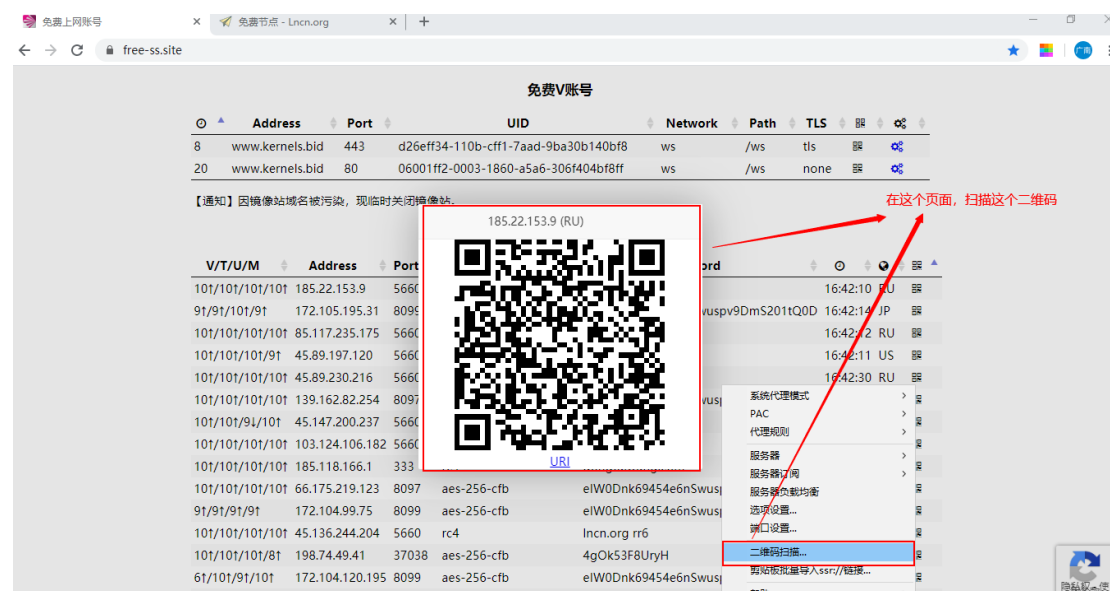 免费上网账号
免费节点 - Lncn.org
free-ss.site
免费V账号
Address Port UID Network Path TLS
8 www.kernels.bid 443 d26eff34-110b-cff1-7aad-9ba30b140bf8 ws /ws tls
20 www.kernels.bid 80 06001ff2-0003-1860-a5a6-306f404bf8ff ws /ws none
【通知】因镜像站域名被污染，现临时关闭镜像站。
在这个页面，扫描这个二维码
185.22.153.9 (RU)
URI
V/T/U/M Address Port
10↑/10↑/10↑/10↑ 185.22.153.9 5660 16:42:10 RU
9↑/9↑/10↑/9↑ 172.105.195.31 8099 wuspv9DmS201tQ0D 16:42:14 JP
10↑/10↑/10↑/10↑ 85.117.235.175 5660 16:42:12 RU
10↑/10↑/10↑/9↑ 45.89.197.120 5660 16:42:11 US
10↑/10↑/10↑/10↑ 45.89.230.216 5660 16:42:30 RU
10↑/10↑/10↑/10↑ 139.162.82.254 8097
10↑/10↑/9↓/10↑ 45.147.200.237 5660
10↑/10↑/10↑/10↑ 103.124.106.182 5660
10↑/10↑/10↑/10↑ 185.118.166.1 333
10↑/10↑/10↑/10↑ 66.175.219.123 8097 aes-256-cfb eIW0Dnk69454e6nSwusp
9↑/9↑/9↑/9↑ 172.104.99.75 8099 aes-256-cfb eIW0Dnk69454e6nSwusp
10↑/10↑/10↑/10↑ 45.136.244.204 5660 rc4 lncn.org rr6
10↑/10↑/10↑/8↑ 198.74.49.41 37038 aes-256-cfb 4gOk53F8UryH
6↑/10↑/9↑/10↑ 172.104.120.195 8099 aes-256-cfb eIW0Dnk69454e6nSwusp
系统代理模式
PAC
代理规则
服务器
服务器订阅
服务器负载均衡
选项设置...
端口设置...
二维码扫描...
剪贴板批量导入ssr://链接...